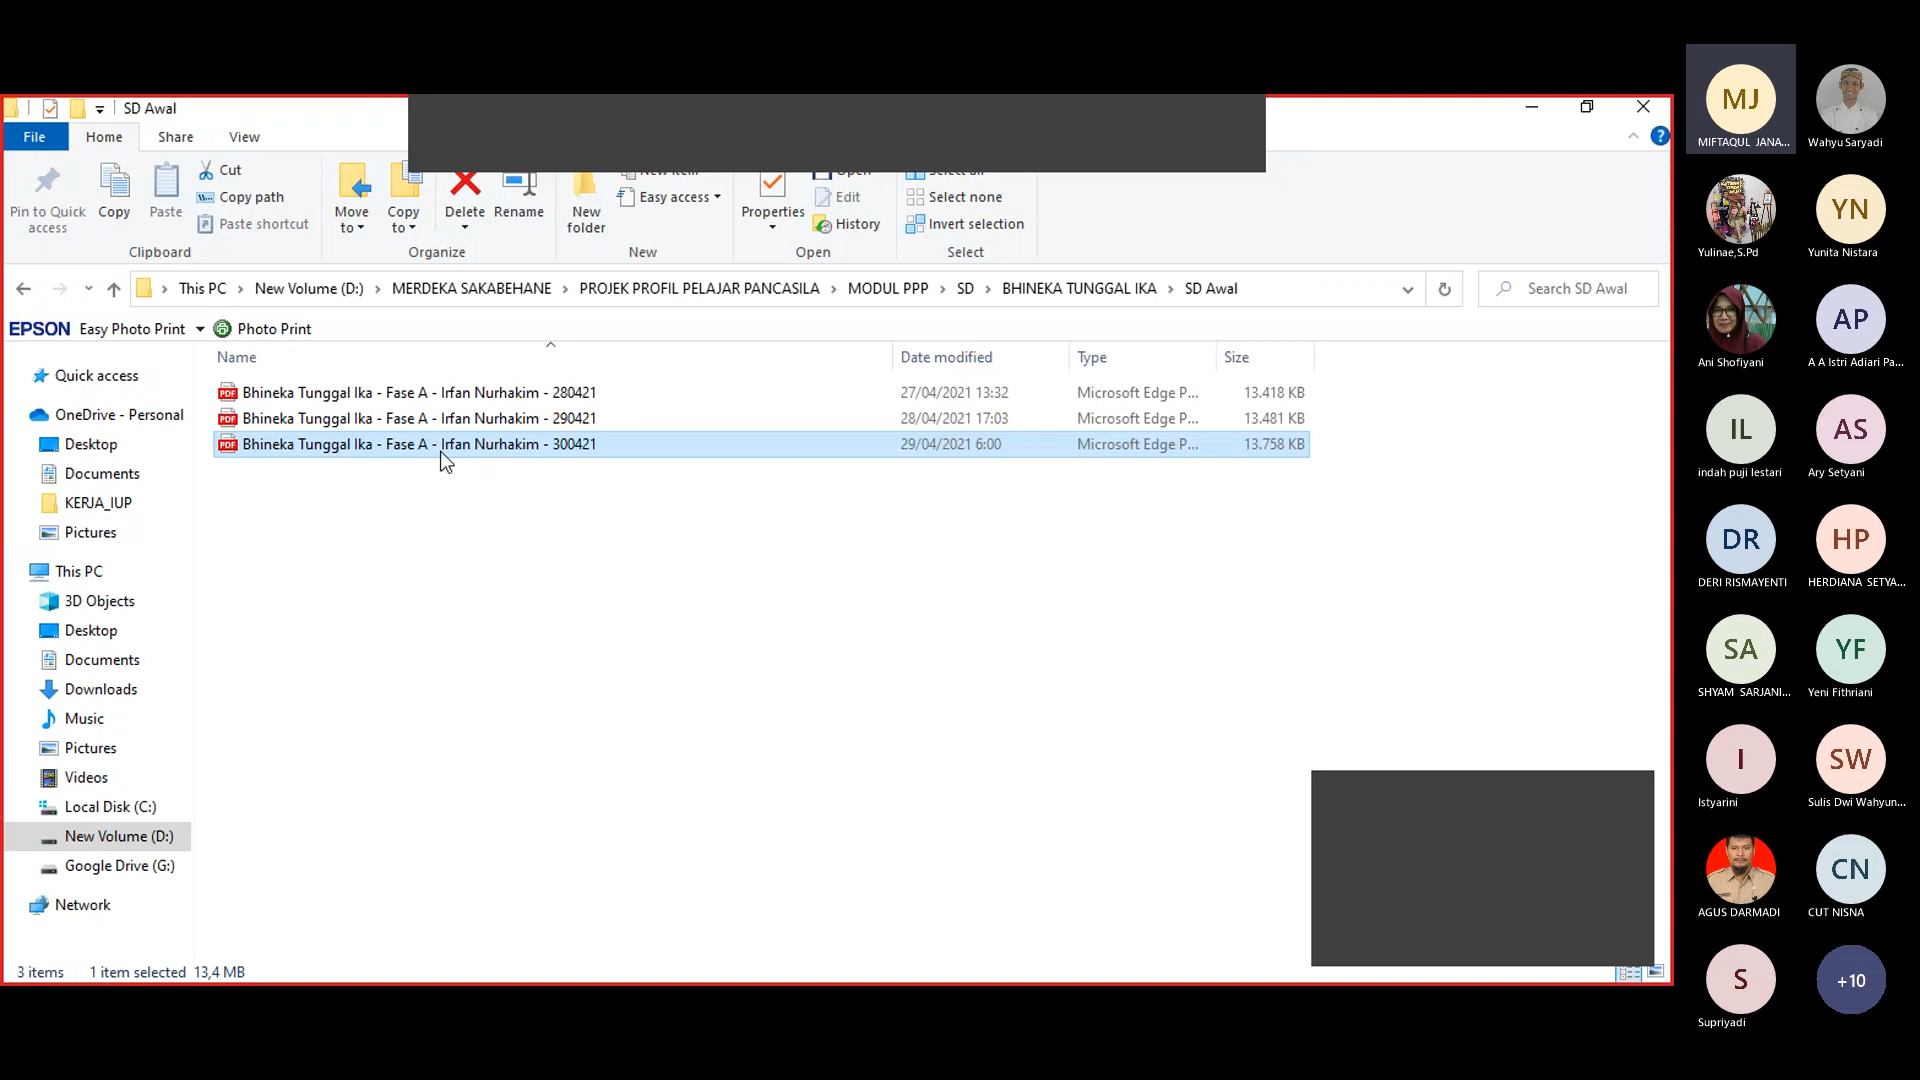 SD Awal
File Home Share View
Pin to Quick access
Copy
Paste
Cut
Copy path
Paste shortcut
Clipboard
Move to
Copy to
Delete
Rename
Organize
New folder
New item
Easy access
New
Properties
Open
Edit
History
Open
Select all
Select none
Invert selection
Select
This PC > New Volume (D:) > MERDEKA SAKABEHANE > PROJEK PROFIL PELAJAR PANCASILA > MODUL PPP > SD > BHINEKA TUNGGAL IKA > SD Awal
Search SD Awal
EPSON Easy Photo Print Photo Print
Name Date modified Type Size
Bhineka Tunggal Ika - Fase A - Irfan Nurhakim - 280421 27/04/2021 13:32 Microsoft Edge P... 13.418 KB
Bhineka Tunggal Ika - Fase A - Irfan Nurhakim - 290421 28/04/2021 17:03 Microsoft Edge P... 13.481 KB
Bhineka Tunggal Ika - Fase A - Irfan Nurhakim - 300421 29/04/2021 6:00 Microsoft Edge P... 13.758 KB
Quick access
OneDrive - Personal
Desktop
Documents
KERJA_IUP
Pictures
This PC
3D Objects
Desktop
Documents
Downloads
Music
Pictures
Videos
Local Disk (C:)
New Volume (D:)
Google Drive (G:)
Network
3 items 1 item selected 13,4 MB
MJ
MIFTAQUL JANA... Wahyu Saryadi
YN
Yulinae,S.Pd Yunita Nistara
AP
Ani Shofiyani A A Istri Adiari Pa...
IL AS
indah puji lestari Ary Setyani
DR HP
DERI RISMAYENTI HERDIANA SETYA...
SA YF
SHYAM SARJANI... Yeni Fithriani
I SW
Istyarini Sulis Dwi Wahyun...
CN
AGUS DARMADI CUT NISNA
S +10
Supriyadi